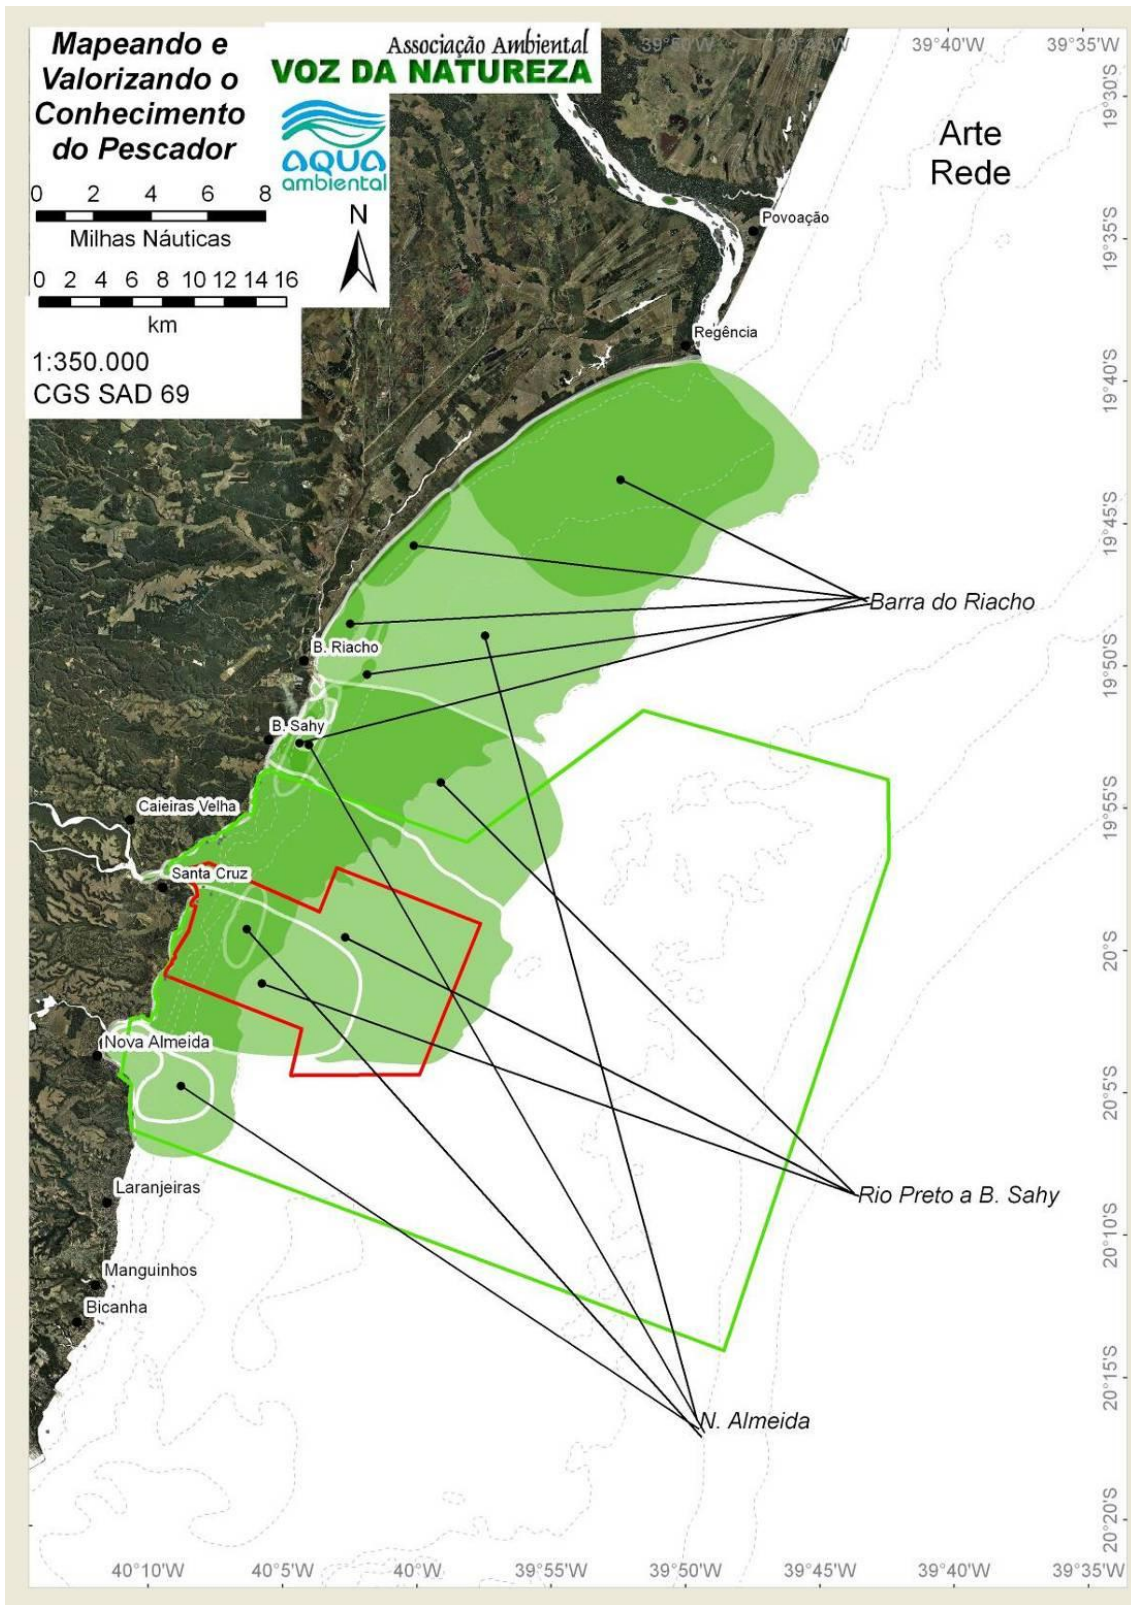 Mapeando e
Valorizando o
Conhecimento
do Pescador
Associação Ambiental
VOZ DA NATUREZA
AQUA
ambiental
0 2 4 6 8
Milhas Náuticas
0 2 4 6 8 10 12 14 16
km
N
1:350.000
CGS SAD 69
39°50'W 39°45'W 39°40'W 39°35'W
Arte
Rede
19°30'S
19°35'S
19°40'S
19°45'S
19°50'S
19°55'S
20°S
20°5'S
20°10'S
20°15'S
20°20'S
Povoação
Regência
Barra do Riacho
B. Riacho
B. Sahy
Caieiras Velha
Santa Cruz
Nova Almeida
Laranjeiras
Rio Preto a B. Sahy
Manguinhos
Bicanha
N. Almeida
40°10'W 40°5'W 40°W 39°55'W 39°50'W 39°45'W 39°40'W 39°35'W